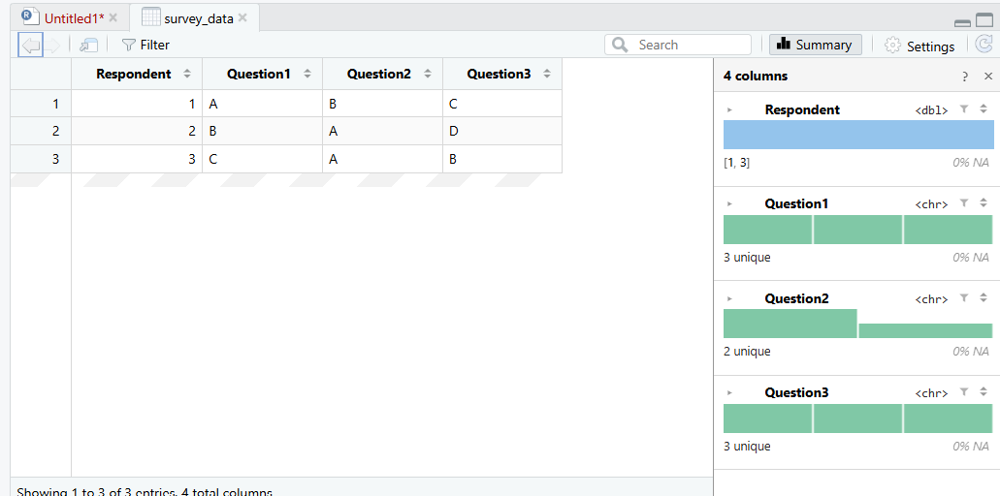 Untitled1* survey_data
Filter Search Summary Settings
Respondent Question1 Question2 Question3
1 1 A B C
2 2 B A D
3 3 C A B
4 columns ?
Respondent <dbl>
[1, 3] 0% NA
Question1 <chr>
3 unique 0% NA
Question2 <chr>
2 unique 0% NA
Question3 <chr>
3 unique 0% NA
Showing 1 to 3 of 3 entries, 4 total columns